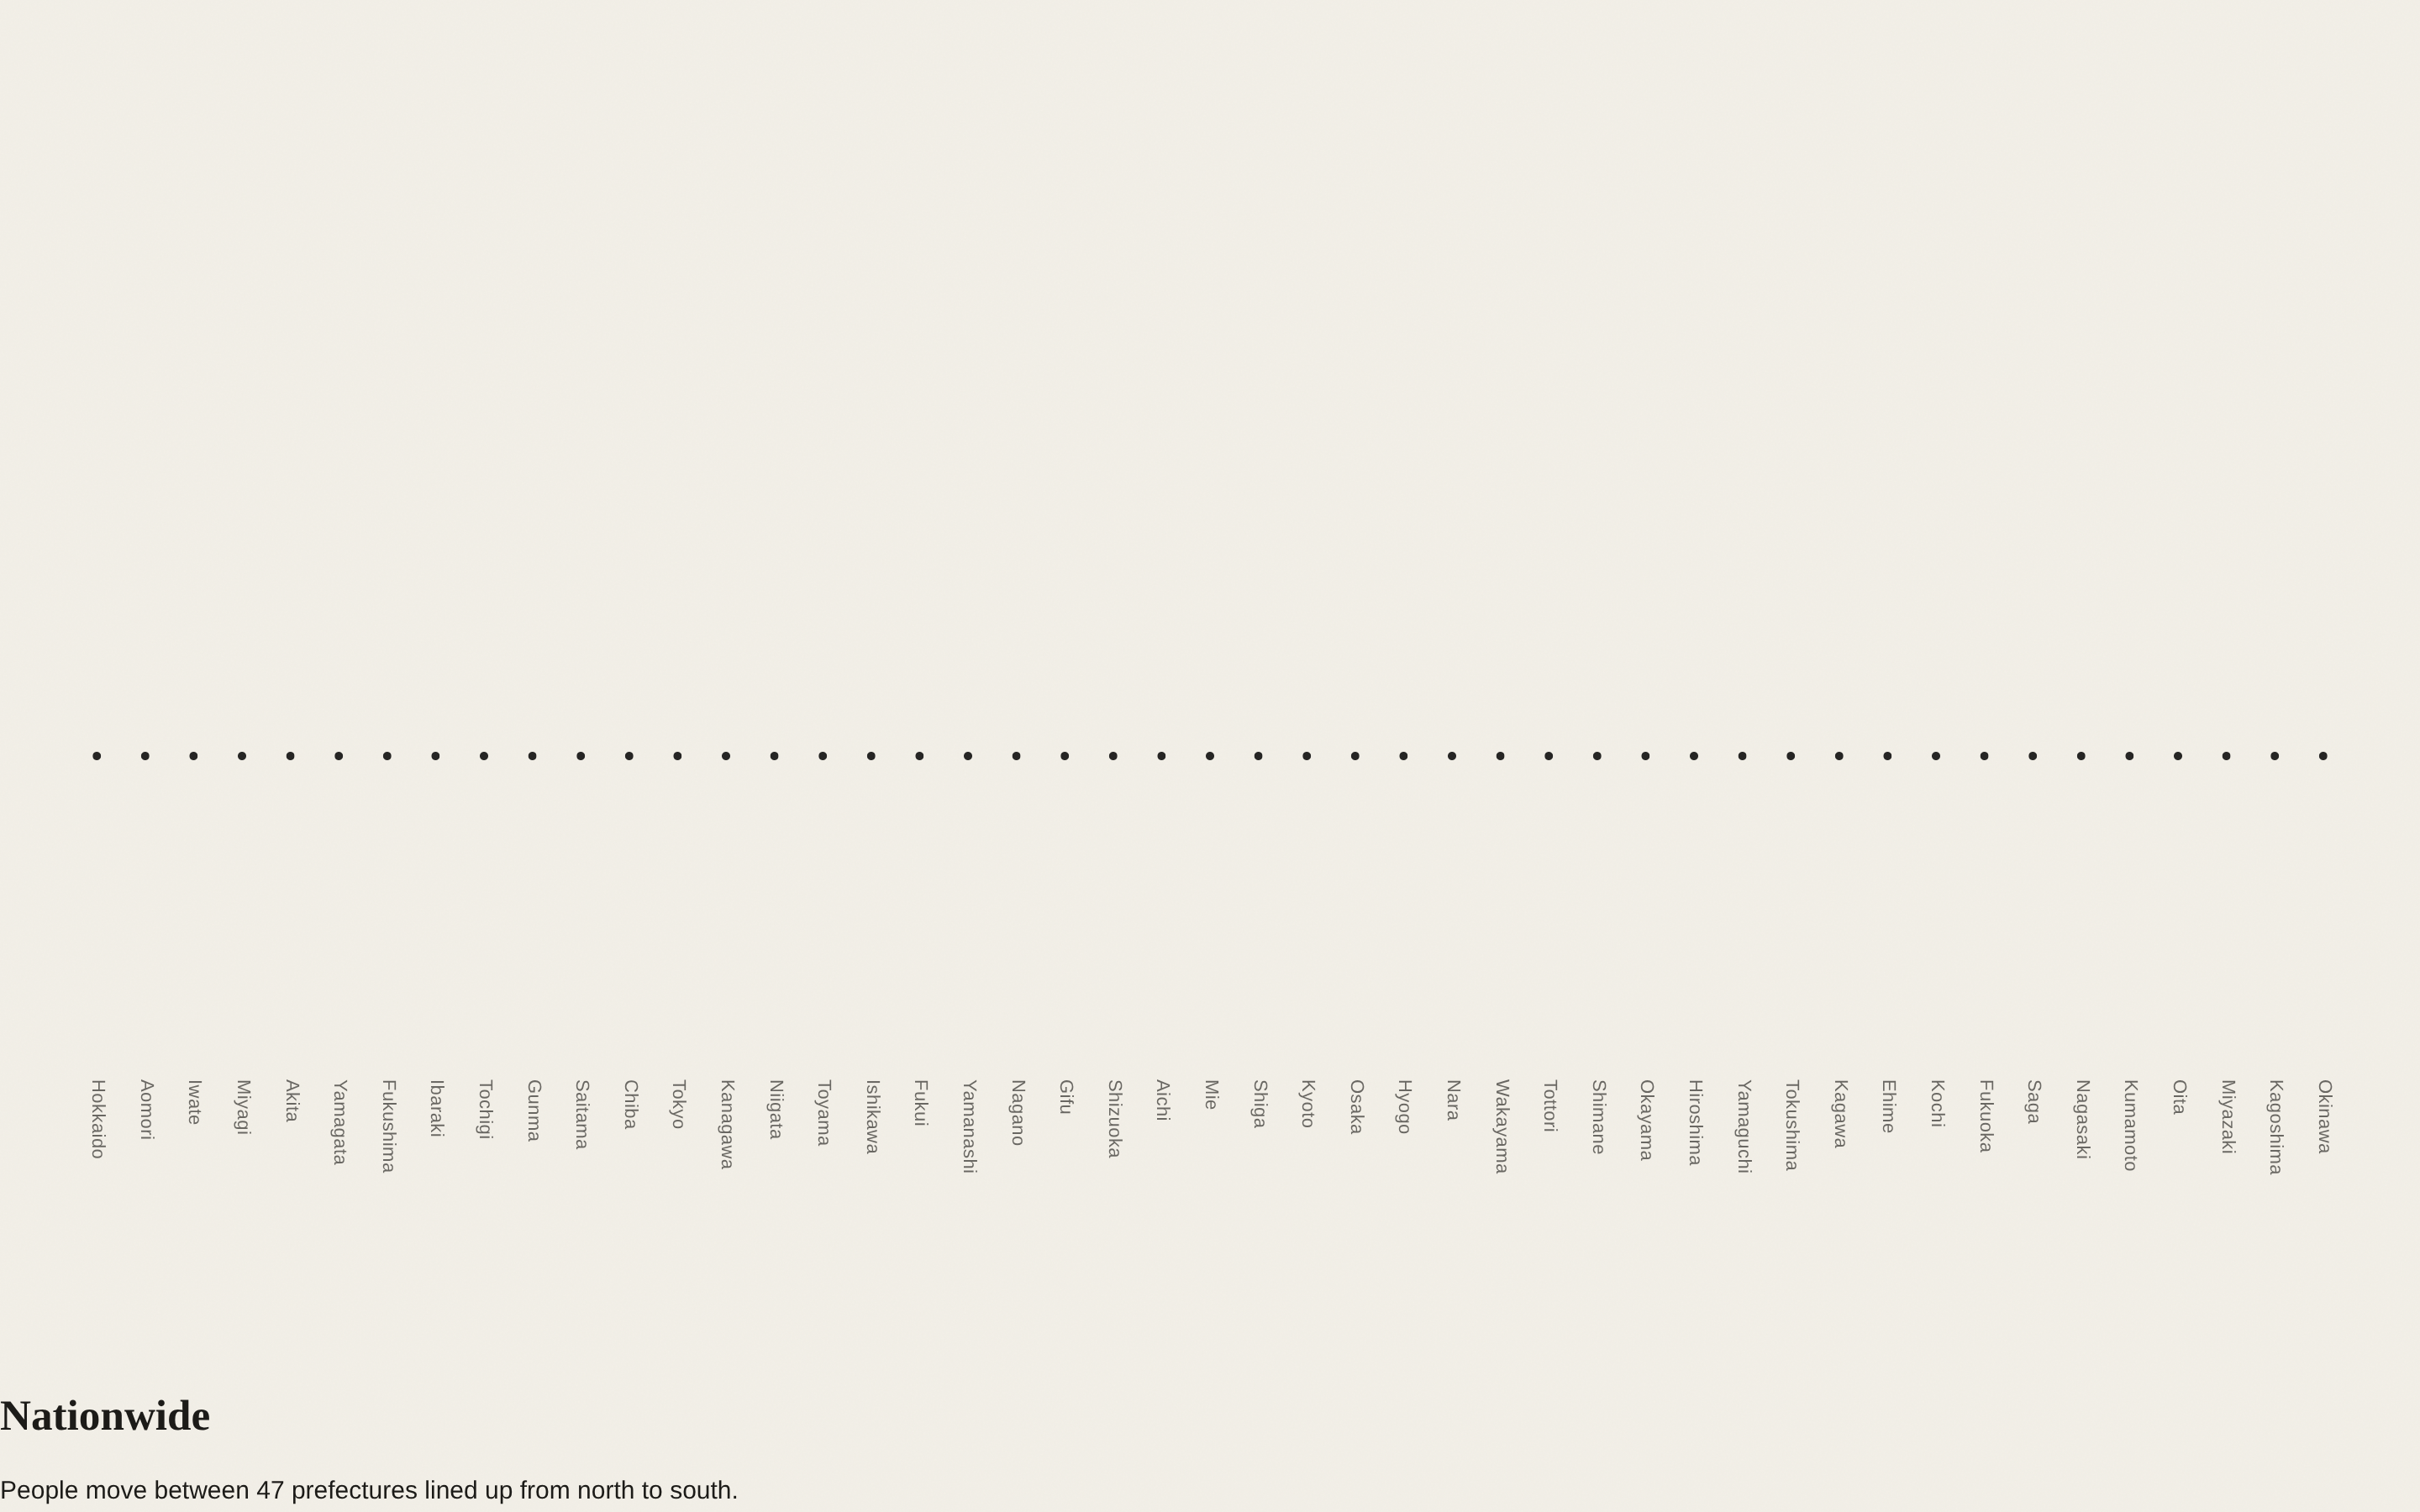 Hokkaido
Aomori
Iwate
Miyagi
Akita
Yamagata
Fukushima
Ibaraki
Tochigi
Gunma
Saitama
Chiba
Tokyo
Kanagawa
Niigata
Toyama
Ishikawa
Fukui
Yamanashi
Nagano
Gifu
Shizuoka
Aichi
Mie
Shiga
Kyoto
Osaka
Hyogo
Nara
Wakayama
Tottori
Shimane
Okayama
Hiroshima
Yamaguchi
Tokushima
Kagawa
Ehime
Kochi
Fukuoka
Saga
Nagasaki
Kumamoto
Oita
Miyazaki
Kagoshima
Okinawa
Nationwide
People move between 47 prefectures lined up from north to south.